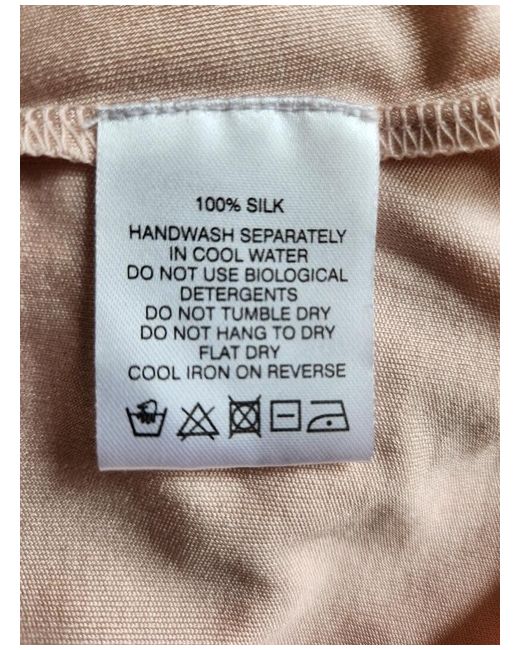 100% SILK
HANDWASH SEPARATELY
IN COOL WATER
DO NOT USE BIOLOGICAL
DETERGENTS
DO NOT TUMBLE DRY
DO NOT HANG TO DRY
FLAT DRY
COOL IRON ON REVERSE